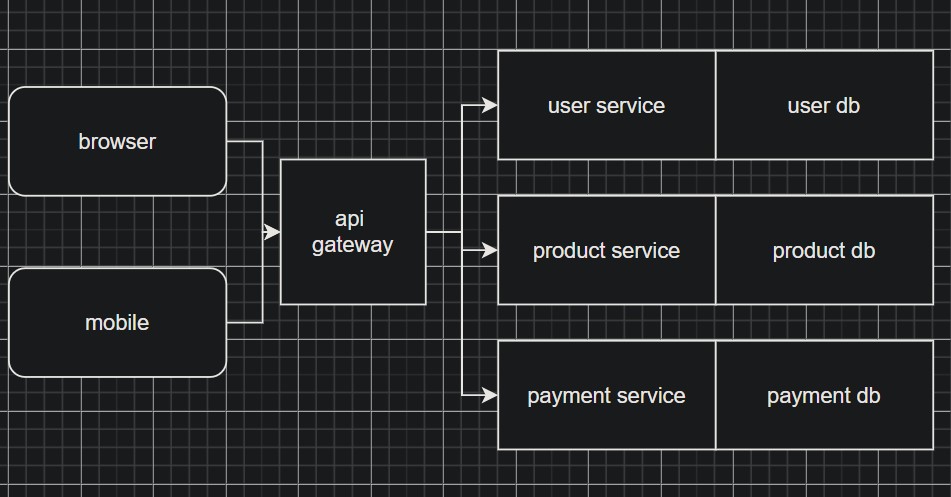 browser
mobile
api
gateway
user service
user db
product service
product db
payment service
payment db